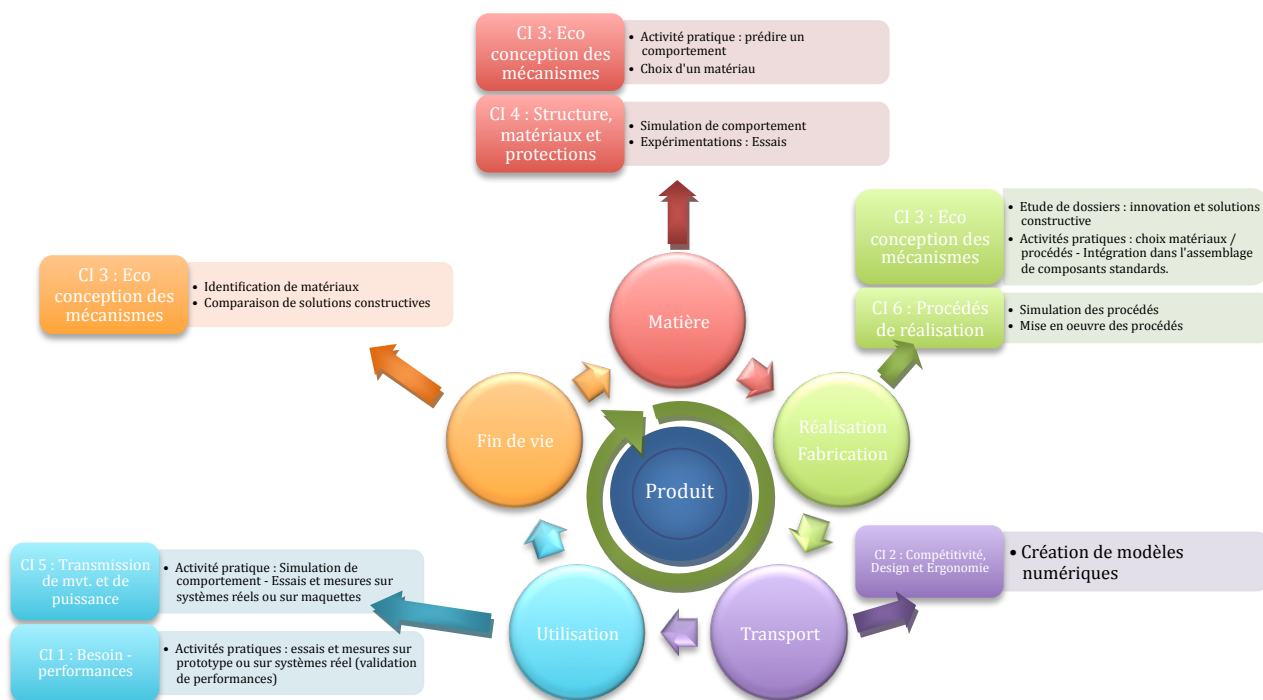 CI 3: Eco
conception des
mécanismes
• Activité pratique : prédire un
comportement
• Choix d'un matériau
CI 4 : Structure,
matériaux et
protections
• Simulation de comportement
• Expérimentations : Essais
CI 3 : Eco
conception des
mécanismes
• Etude de dossiers : innovation et solutions
constructive
• Activités pratiques : choix matériaux /
procédés - Intégration dans l'assemblage
de composants standards.
CI 6 : Procédés
de réalisation
• Simulation des procédés
• Mise en oeuvre des procédés
CI 3 : Eco
conception des
mécanismes
• Identification de matériaux
• Comparaison de solutions constructives
Matière
Fin de vie
Réalisation
Fabrication
Produit
CI 5 : Transmission
de mvt. et de
puissance
• Activité pratique : Simulation de
comportement - Essais et mesures sur
systèmes réels ou sur maquettes
CI 2 : Compétitivité,
Design et Ergonomie
• Création de modèles
numériques
Utilisation
Transport
CI 1 : Besoin -
performances
• Activités pratiques : essais et mesures sur
prototype ou sur systèmes réel (validation
de performances)